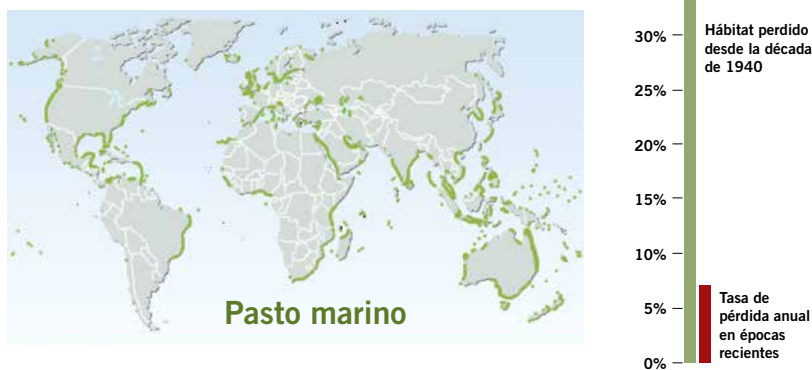 Pasto marino
30%
25%
20%
15%
10%
5%
0%
Hábitat perdido
desde la década
de 1940
Tasa de
pérdida anual
en épocas
recientes